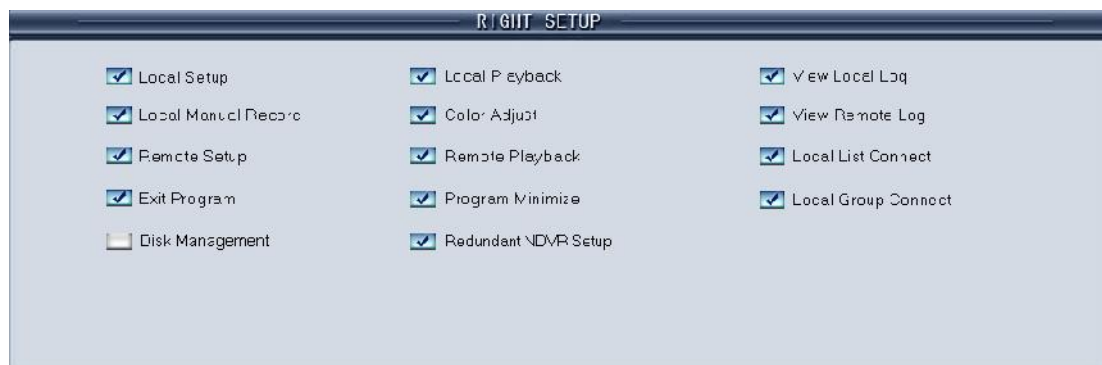 RIGHT SETUP
Local Setup Local Playback View Local Log
Local Manual Record Color Adjust View Remote Log
Remote Setup Remote Playback Local List Connect
Exit Program Program Minimize Local Group Connect
Disk Management Redundant NDVR Setup